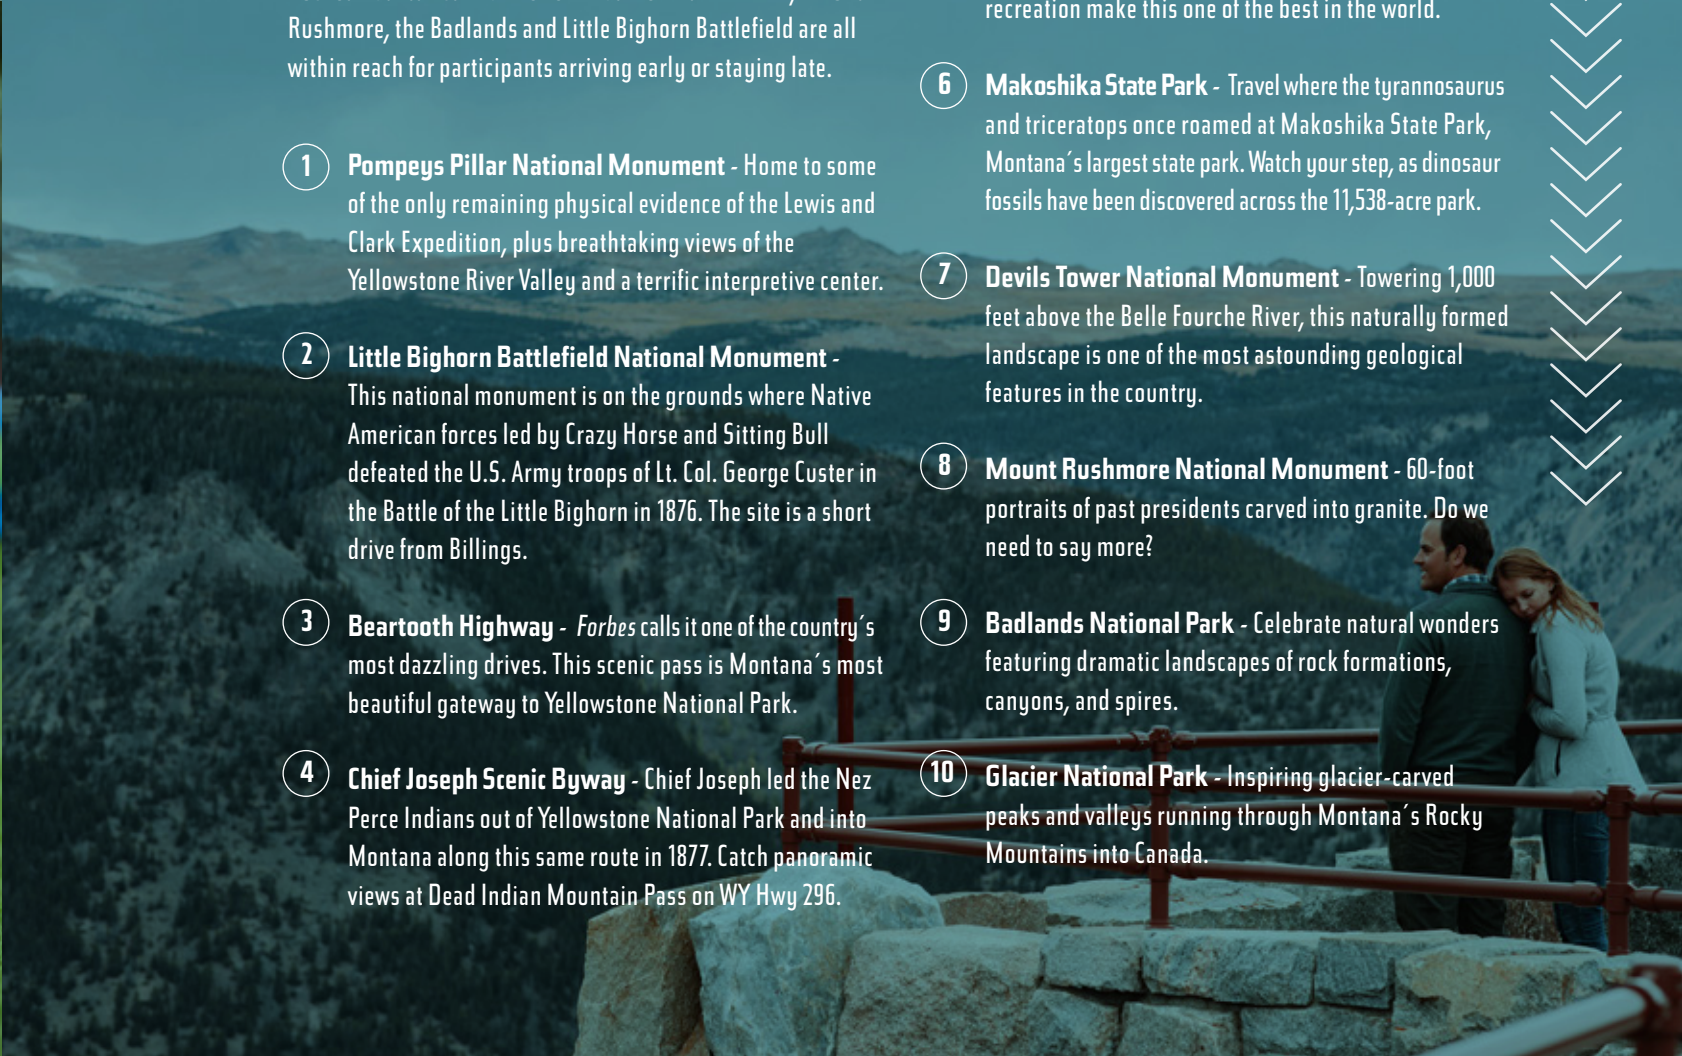 Rushmore, the Badlands and Little Bighorn Battlefield are all
within reach for participants arriving early or staying late.
1 Pompeys Pillar National Monument - Home to some
of the only remaining physical evidence of the Lewis and
Clark Expedition, plus breathtaking views of the
Yellowstone River Valley and a terrific interpretive center.
2 Little Bighorn Battlefield National Monument -
This national monument is on the grounds where Native
American forces led by Crazy Horse and Sitting Bull
defeated the U.S. Army troops of Lt. Col. George Custer in
the Battle of the Little Bighorn in 1876. The site is a short
drive from Billings.
3 Beartooth Highway - Forbes calls it one of the country´s
most dazzling drives. This scenic pass is Montana´s most
beautiful gateway to Yellowstone National Park.
4 Chief Joseph Scenic Byway - Chief Joseph led the Nez
Perce Indians out of Yellowstone National Park and into
Montana along this same route in 1877. Catch panoramic
views at Dead Indian Mountain Pass on WY Hwy 296.
recreation make this one of the best in the world.
6 Makoshika State Park - Travel where the tyrannosaurus
and triceratops once roamed at Makoshika State Park,
Montana´s largest state park. Watch your step, as dinosaur
fossils have been discovered across the 11,538-acre park.
7 Devils Tower National Monument - Towering 1,000
feet above the Belle Fourche River, this naturally formed
landscape is one of the most astounding geological
features in the country.
8 Mount Rushmore National Monument - 60-foot
portraits of past presidents carved into granite. Do we
need to say more?
9 Badlands National Park - Celebrate natural wonders
featuring dramatic landscapes of rock formations,
canyons, and spires.
10 Glacier National Park - Inspiring glacier-carved
peaks and valleys running through Montana´s Rocky
Mountains into Canada.